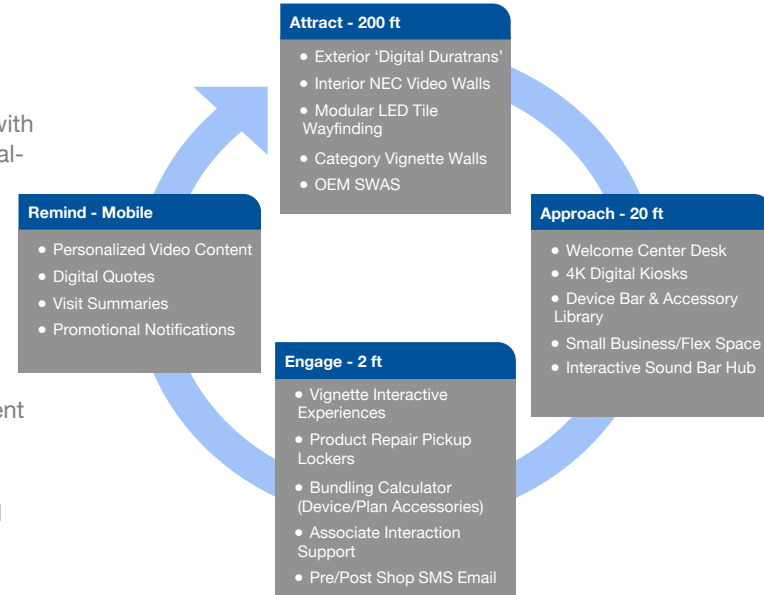 with
al-
ent
Attract - 200 ft
• Exterior ‘Digital Duratrans’
• Interior NEC Video Walls
• Modular LED Tile
Wayfinding
• Category Vignette Walls
• OEM SWAS
Approach - 20 ft
• Welcome Center Desk
• 4K Digital Kiosks
• Device Bar & Accessory
Library
• Small Business/Flex Space
• Interactive Sound Bar Hub
Engage - 2 ft
• Vignette Interactive
Experiences
• Product Repair Pickup
Lockers
• Bundling Calculator
(Device/Plan Accessories)
• Associate Interaction
Support
• Pre/Post Shop SMS Email
Remind - Mobile
• Personalized Video Content
• Digital Quotes
• Visit Summaries
• Promotional Notifications